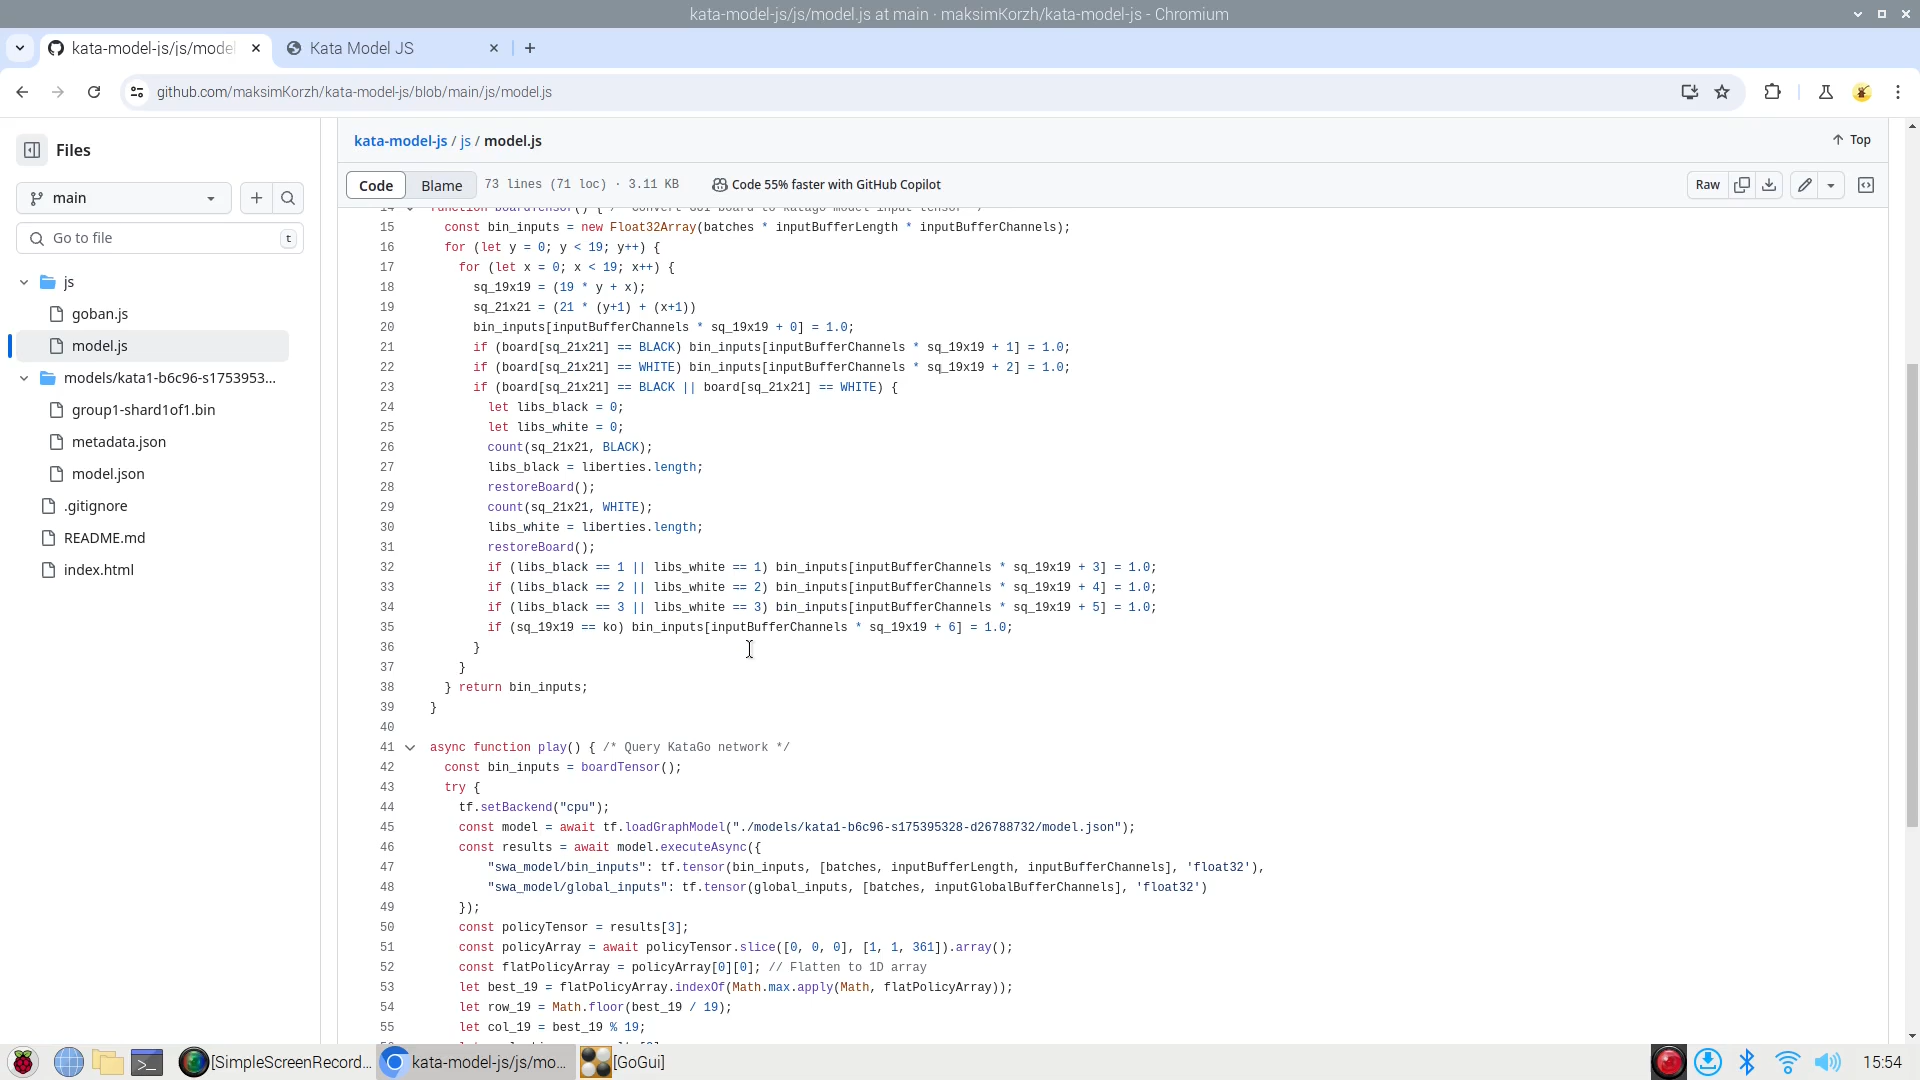 kata-model-js/js/model.js at main · maksimKorzh/kata-model-js - Chromium
kata-model-js/js/model
Kata Model JS
github.com/maksimKorzh/kata-model-js/blob/main/js/model.js
Files
main
Go to file
t
js
goban.js
model.js
models/kata1-b6c96-s1753953...
group1-shard1of1.bin
metadata.json
model.json
.gitignore
README.md
index.html
kata-model-js / js / model.js
Top
Code
Blame
73 lines (71 loc) · 3.11 KB
Code 55% faster with GitHub Copilot
Raw
14 function boardTensor() { /* Convert GUI board to katago model input tensor */
15 const bin_inputs = new Float32Array(batches * inputBufferLength * inputBufferChannels);
16 for (let y = 0; y < 19; y++) {
17 for (let x = 0; x < 19; x++) {
18 sq_19x19 = (19 * y + x);
19 sq_21x21 = (21 * (y+1) + (x+1))
20 bin_inputs[inputBufferChannels * sq_19x19 + 0] = 1.0;
21 if (board[sq_21x21] == BLACK) bin_inputs[inputBufferChannels * sq_19x19 + 1] = 1.0;
22 if (board[sq_21x21] == WHITE) bin_inputs[inputBufferChannels * sq_19x19 + 2] = 1.0;
23 if (board[sq_21x21] == BLACK || board[sq_21x21] == WHITE) {
24 let libs_black = 0;
25 let libs_white = 0;
26 count(sq_21x21, BLACK);
27 libs_black = liberties.length;
28 restoreBoard();
29 count(sq_21x21, WHITE);
30 libs_white = liberties.length;
31 restoreBoard();
32 if (libs_black == 1 || libs_white == 1) bin_inputs[inputBufferChannels * sq_19x19 + 3] = 1.0;
33 if (libs_black == 2 || libs_white == 2) bin_inputs[inputBufferChannels * sq_19x19 + 4] = 1.0;
34 if (libs_black == 3 || libs_white == 3) bin_inputs[inputBufferChannels * sq_19x19 + 5] = 1.0;
35 if (sq_19x19 == ko) bin_inputs[inputBufferChannels * sq_19x19 + 6] = 1.0;
36 }
37 }
38 } return bin_inputs;
39 }
40
41 async function play() { /* Query KataGo network */
42 const bin_inputs = boardTensor();
43 try {
44 tf.setBackend("cpu");
45 const model = await tf.loadGraphModel("./models/kata1-b6c96-s175395328-d26788732/model.json");
46 const results = await model.executeAsync({
47 "swa_model/bin_inputs": tf.tensor(bin_inputs, [batches, inputBufferLength, inputBufferChannels], 'float32'),
48 "swa_model/global_inputs": tf.tensor(global_inputs, [batches, inputGlobalBufferChannels], 'float32')
49 });
50 const policyTensor = results[3];
51 const policyArray = await policyTensor.slice([0, 0, 0], [1, 1, 361]).array();
52 const flatPolicyArray = policyArray[0][0]; // Flatten to 1D array
53 let best_19 = flatPolicyArray.indexOf(Math.max.apply(Math, flatPolicyArray));
54 let row_19 = Math.floor(best_19 / 19);
55 let col_19 = best_19 % 19;
[SimpleScreenRecord...
kata-model-js/js/mo...
[GoGui]
15:54